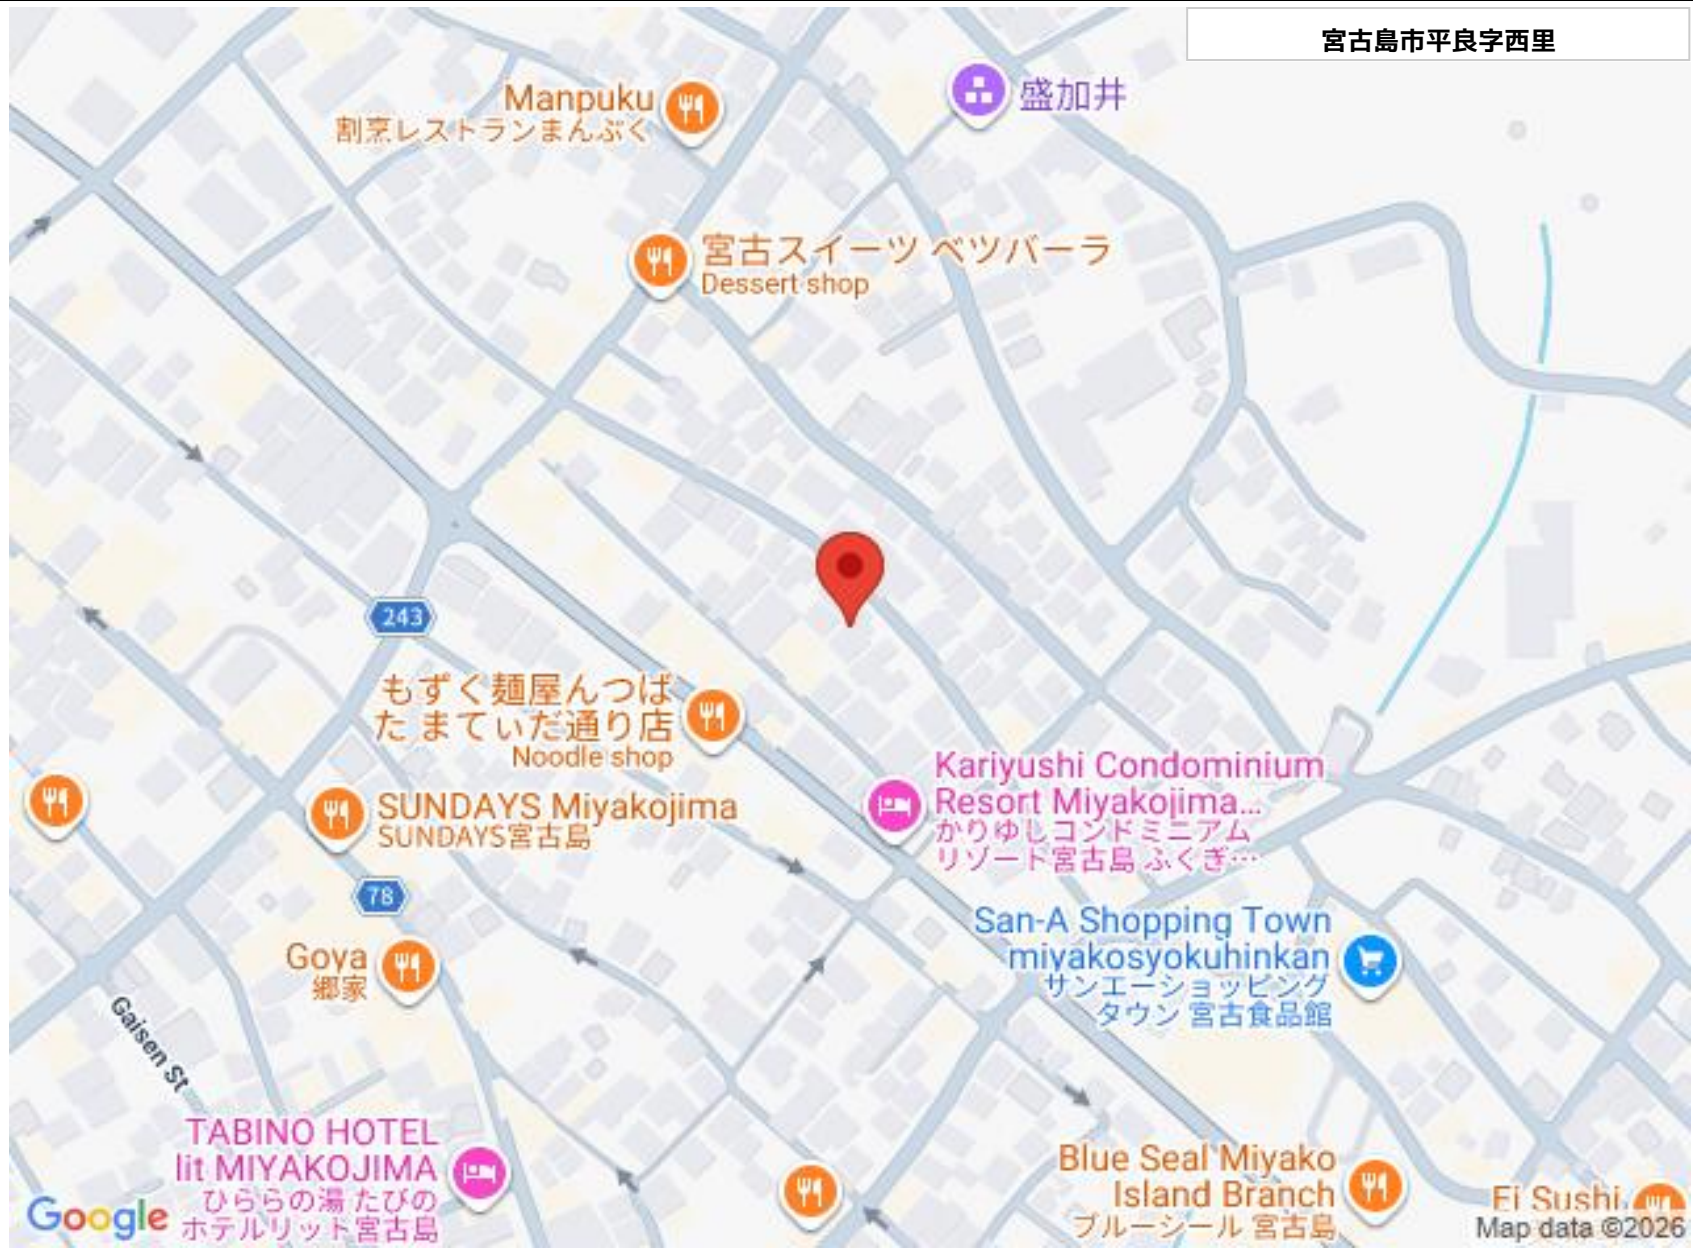 宮古島市平良字西里
Manpuku
割烹レストランまんぷく
盛加井
宮古スイーツ ベツバーラ
Dessert shop
243
もずく麺屋んつば
た まてぃだ通り店
Noodle shop
Kariyushi Condominium
Resort Miyakojima...
かりゆしコンドミニアム
リゾート宮古島 ふくぎ…
SUNDAYS Miyakojima
SUNDAYS宮古島
78
San-A Shopping Town
miyakosyokuhinkan
サンエーショッピング
タウン 宮古食品館
Goya
郷家
Gaisen St
TABINO HOTEL
lit MIYAKOJIMA
ひららの湯 たびの
ホテルリット宮古島
Blue Seal Miyako
Island Branch
ブルーシール 宮古島
Ei Sushi
Google
Map data ©2026